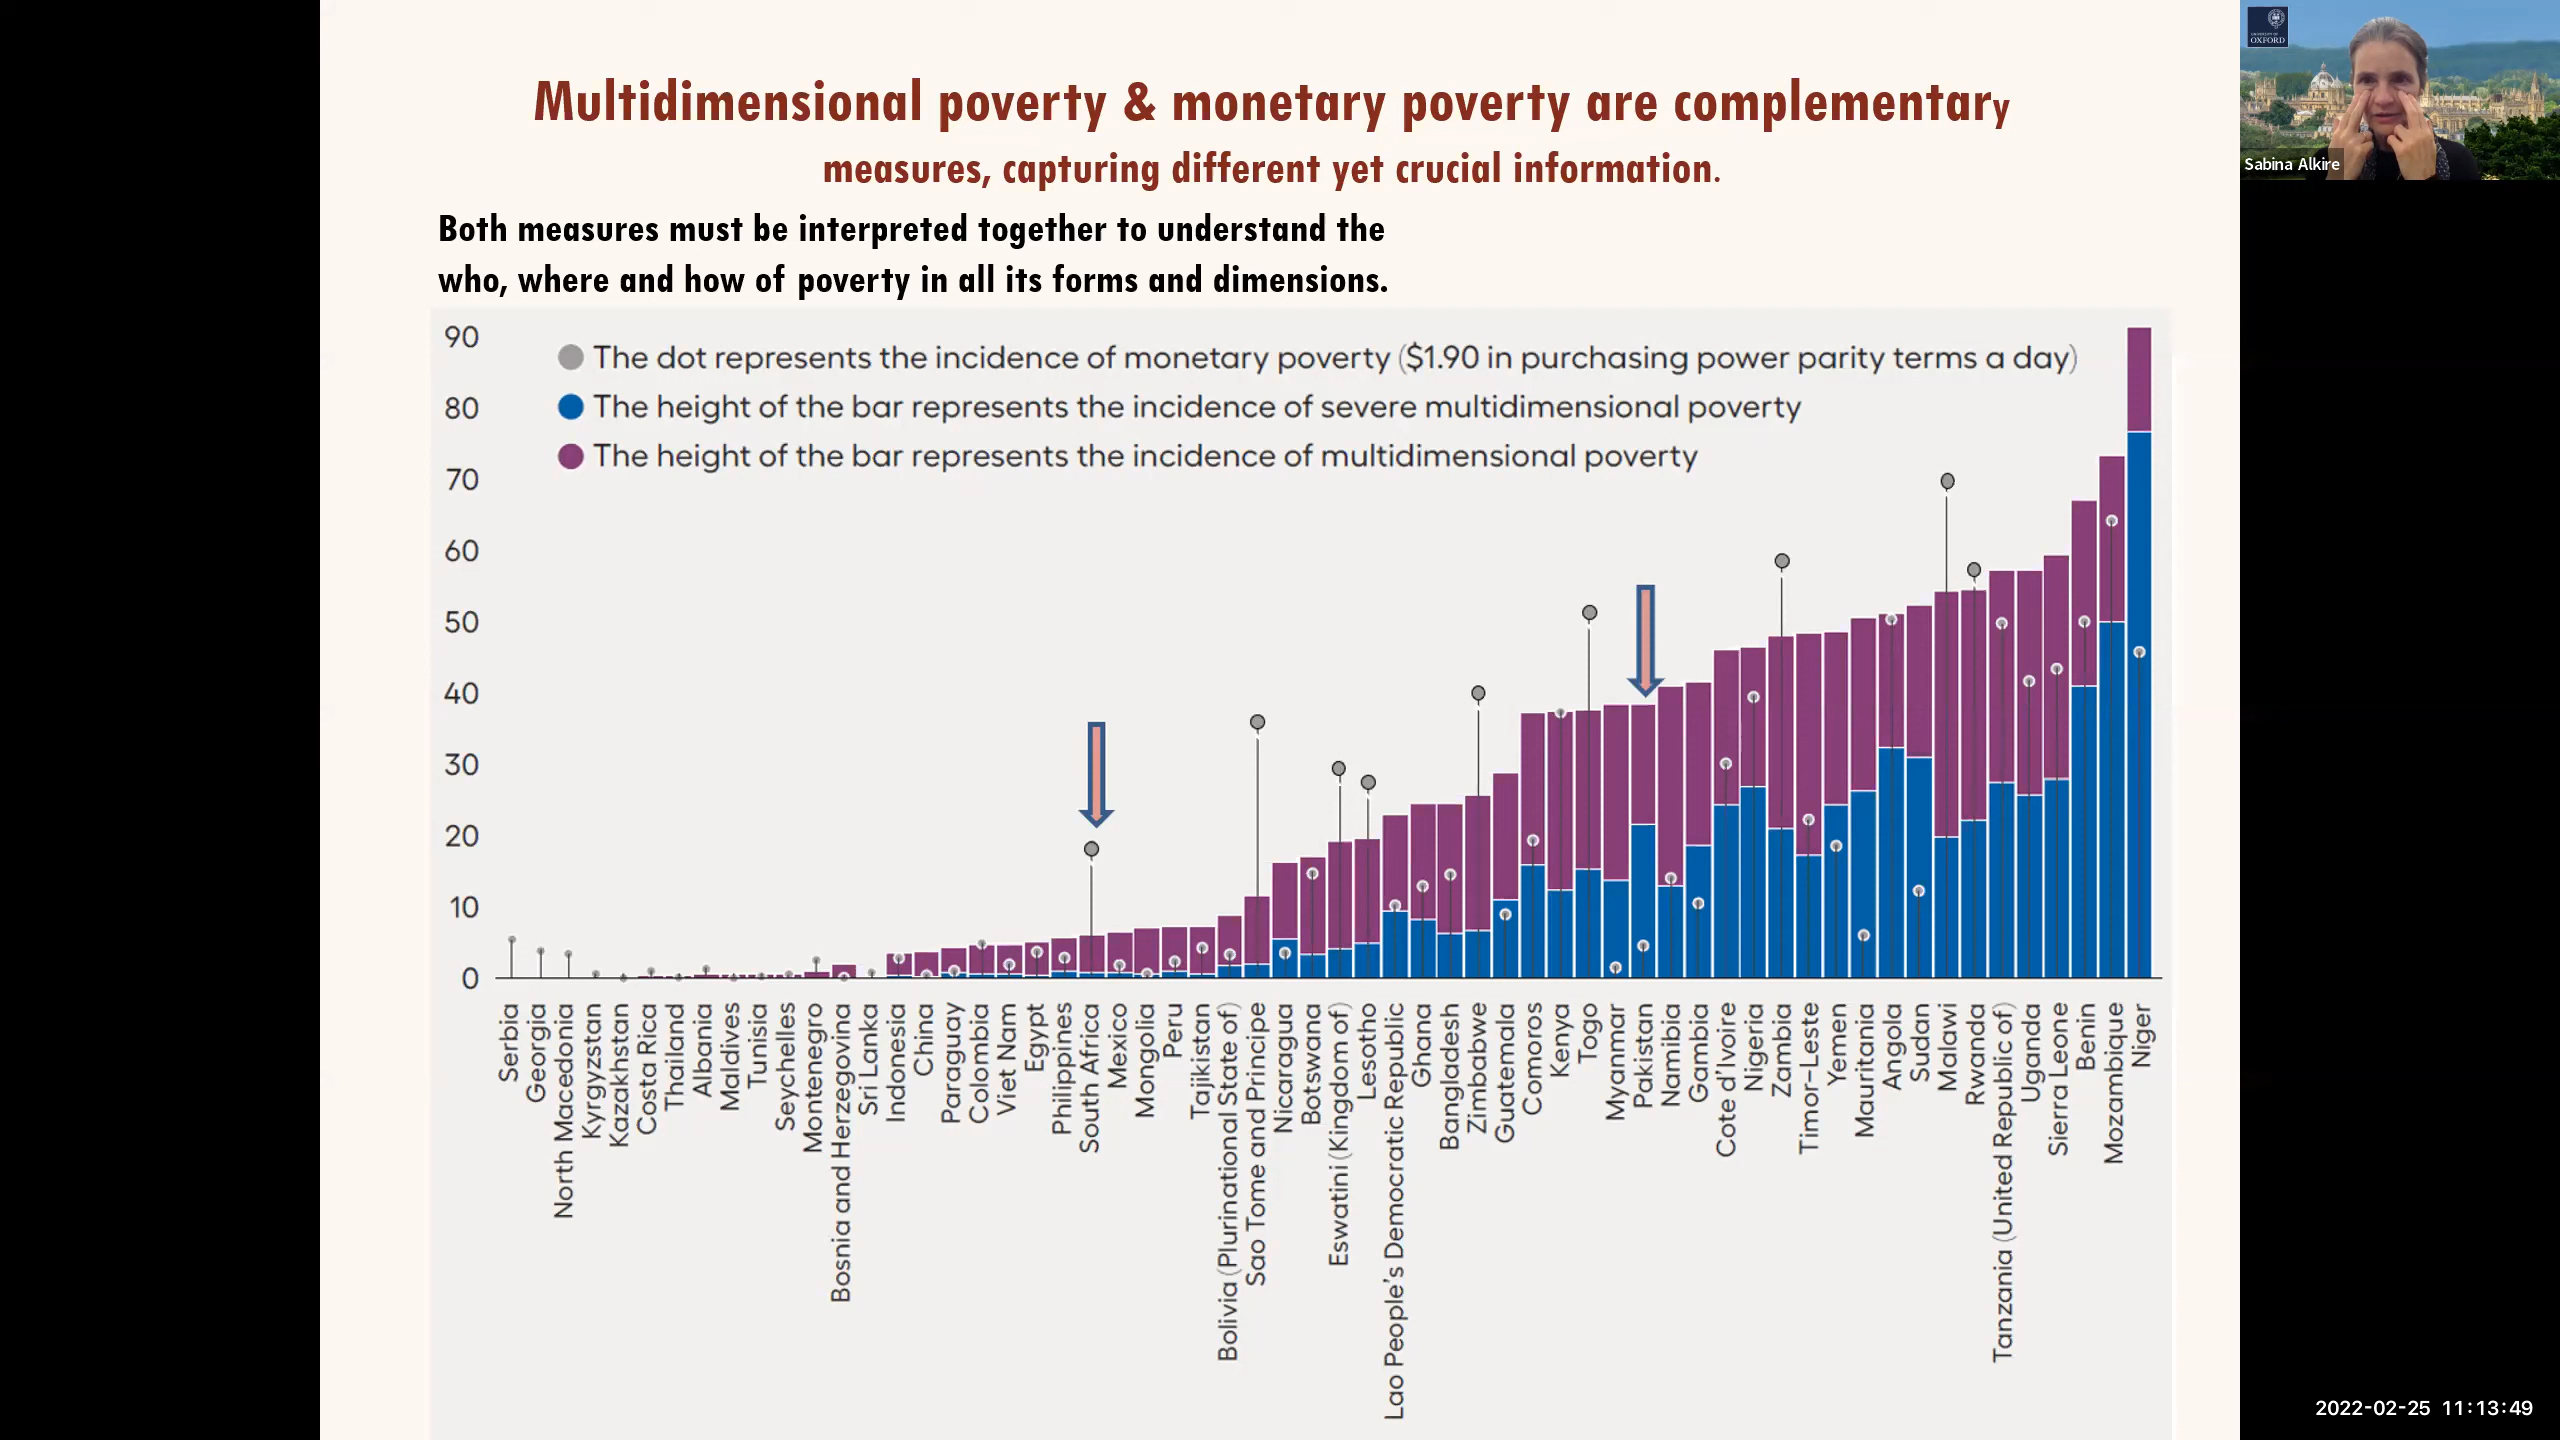 Multidimensional poverty & monetary poverty are complementary
measures, capturing different yet crucial information.
Both measures must be interpreted together to understand the
who, where and how of poverty in all its forms and dimensions.
The dot represents the incidence of monetary poverty ($1.90 in purchasing power parity terms a day)
The height of the bar represents the incidence of severe multidimensional poverty
The height of the bar represents the incidence of multidimensional poverty
90
80
70
60
50
40
30
20
10
0
Serbia
Georgia
North Macedonia
Kyrgyzstan
Kazakhstan
Costa Rica
Thailand
Albania
Maldives
Tunisia
Seychelles
Montenegro
Bosnia and Herzegovina
Sri Lanka
Indonesia
China
Paraguay
Colombia
Viet Nam
Egypt
Philippines
South Africa
Mexico
Mongolia
Peru
Tajikistan
Bolivia (Plurinational State of)
Sao Tome and Principe
Nicaragua
Botswana
Eswatini (Kingdom of)
Lesotho
Lao People's Democratic Republic
Ghana
Bangladesh
Zimbabwe
Guatemala
Comoros
Kenya
Togo
Myanmar
Pakistan
Namibia
Gambia
Cote d'Ivoire
Nigeria
Zambia
Timor-Leste
Yemen
Mauritania
Angola
Sudan
Malawi
Rwanda
Tanzania (United Republic of)
Uganda
Sierra Leone
Benin
Mozambique
Niger
OXFORD
Sabina Alkire
2022-02-25 11:13:49